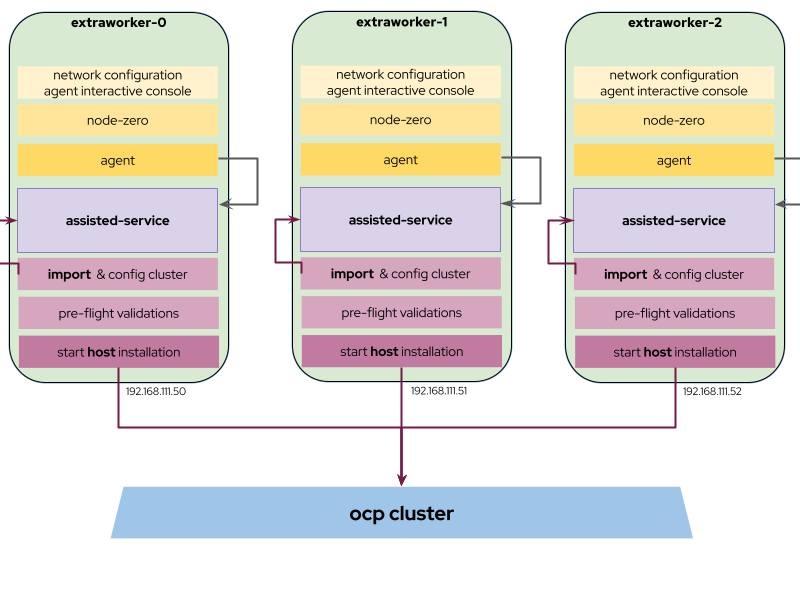 extraworker-0
network configuration
agent interactive console
node-zero
agent
assisted-service
import & config cluster
pre-flight validations
start host installation
192.168.111.50
extraworker-1
network configuration
agent interactive console
node-zero
agent
assisted-service
import & config cluster
pre-flight validations
start host installation
192.168.111.51
extraworker-2
network configuration
agent interactive console
node-zero
agent
assisted-service
import & config cluster
pre-flight validations
start host installation
192.168.111.52
ocp cluster